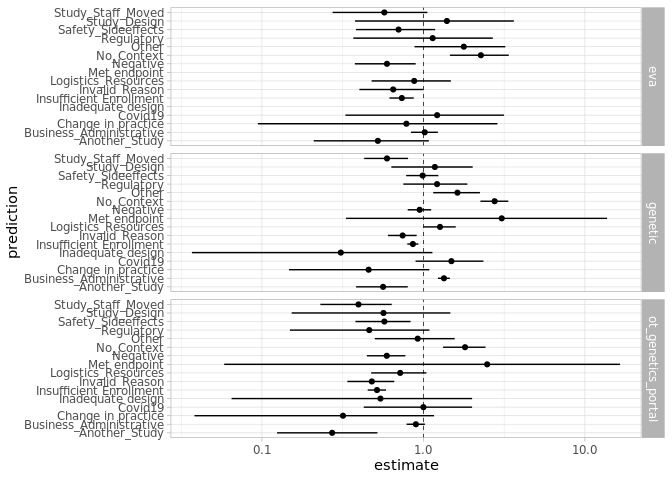 Study_Staff_Moved
Study_Design
Safety_Sideeffects
Regulatory
Other
No_Context
Negative
Met_endpoint
Logistics_Resources
Invalid_Reason
Insufficient_Enrollment
Inadequate_design
Covid19
Change in practice
Business_Administrative
Another_Study
eva
Study_Staff_Moved
Study_Design
Safety_Sideeffects
Regulatory
Other
No_Context
Negative
Met_endpoint
Logistics_Resources
Invalid_Reason
Insufficient_Enrollment
Inadequate_design
Covid19
Change in practice
Business_Administrative
Another_Study
genetic
Study_Staff_Moved
Study_Design
Safety_Sideeffects
Regulatory
Other
No_Context
Negative
Met_endpoint
Logistics_Resources
Invalid_Reason
Insufficient_Enrollment
Inadequate_design
Covid19
Change in practice
Business_Administrative
Another_Study
ot_genetics_portal
prediction
0.1 1.0 10.0
estimate